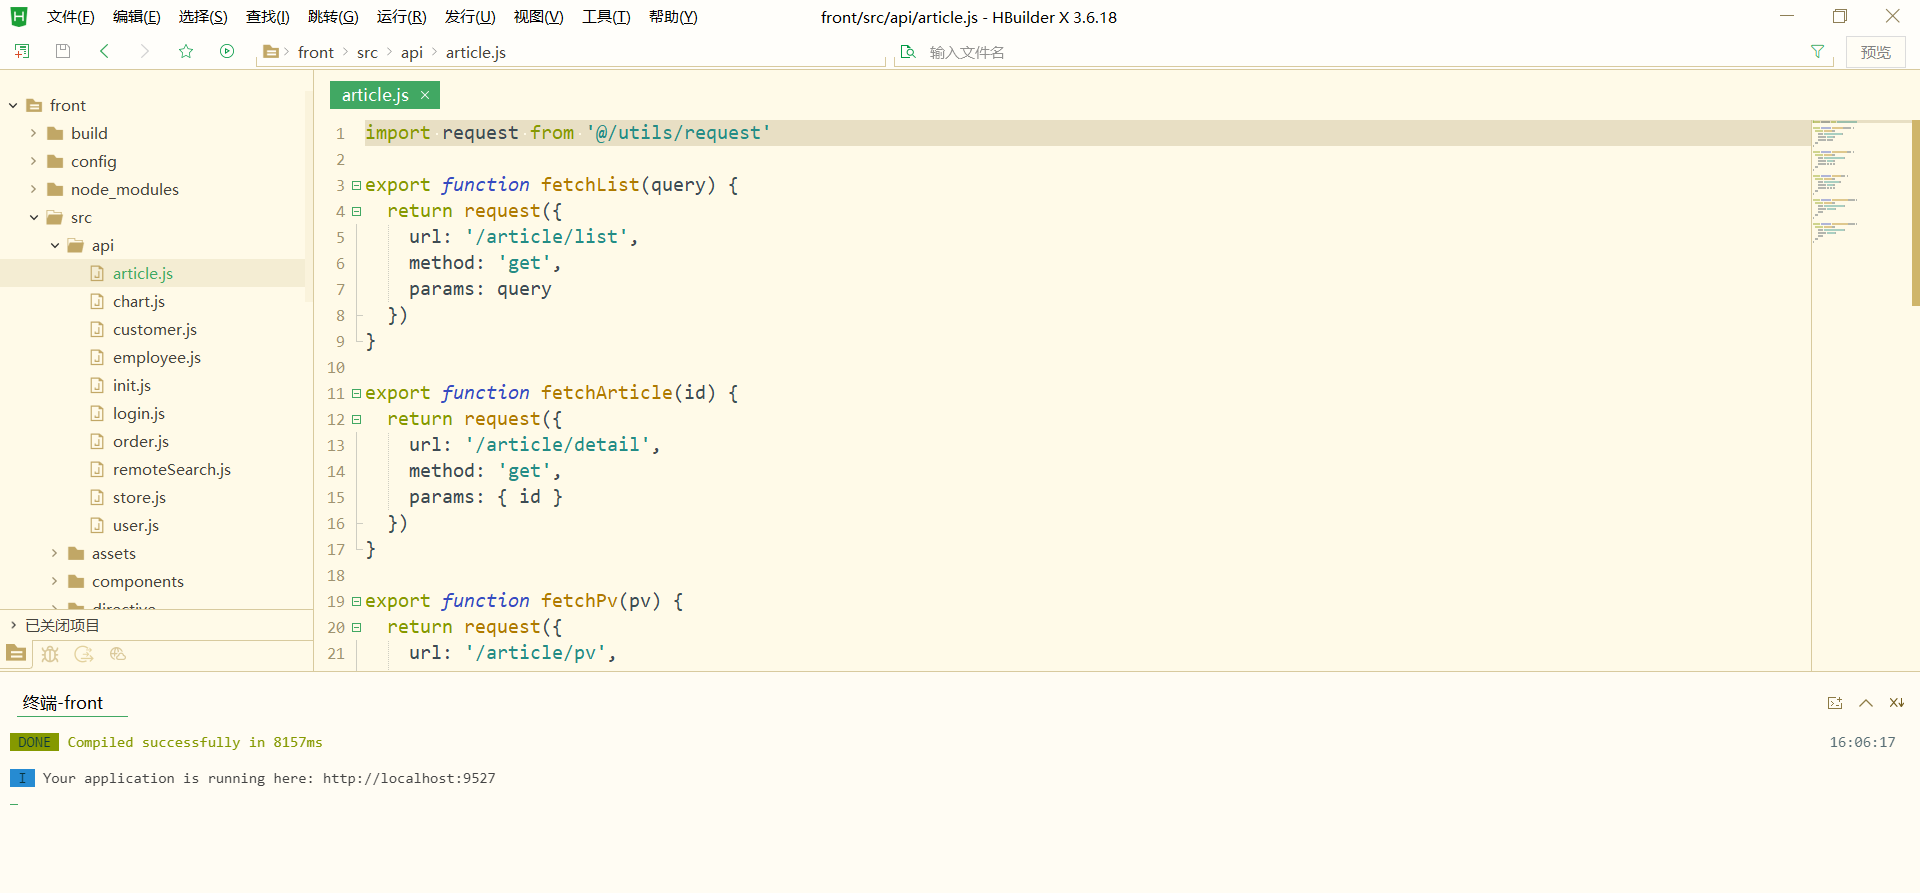 文件(F) 编辑(E) 选择(S) 查找(I) 跳转(G) 运行(R) 发行(U) 视图(V) 工具(T) 帮助(Y) front/src/api/article.js - HBuilder X 3.6.18
front src api article.js 输入文件名 预览
front
build
config
node_modules
src
api
article.js
chart.js
customer.js
employee.js
init.js
login.js
order.js
remoteSearch.js
store.js
user.js
assets
components
directive
已关闭项目
article.js ×
1 import request from '@/utils/request'
2
3 export function fetchList(query) {
4 return request({
5 url: '/article/list',
6 method: 'get',
7 params: query
8 })
9 }
10
11 export function fetchArticle(id) {
12 return request({
13 url: '/article/detail',
14 method: 'get',
15 params: { id }
16 })
17 }
18
19 export function fetchPv(pv) {
20 return request({
21 url: '/article/pv',
终端-front
DONE Compiled successfully in 8157ms 16:06:17
I Your application is running here: http://localhost:9527